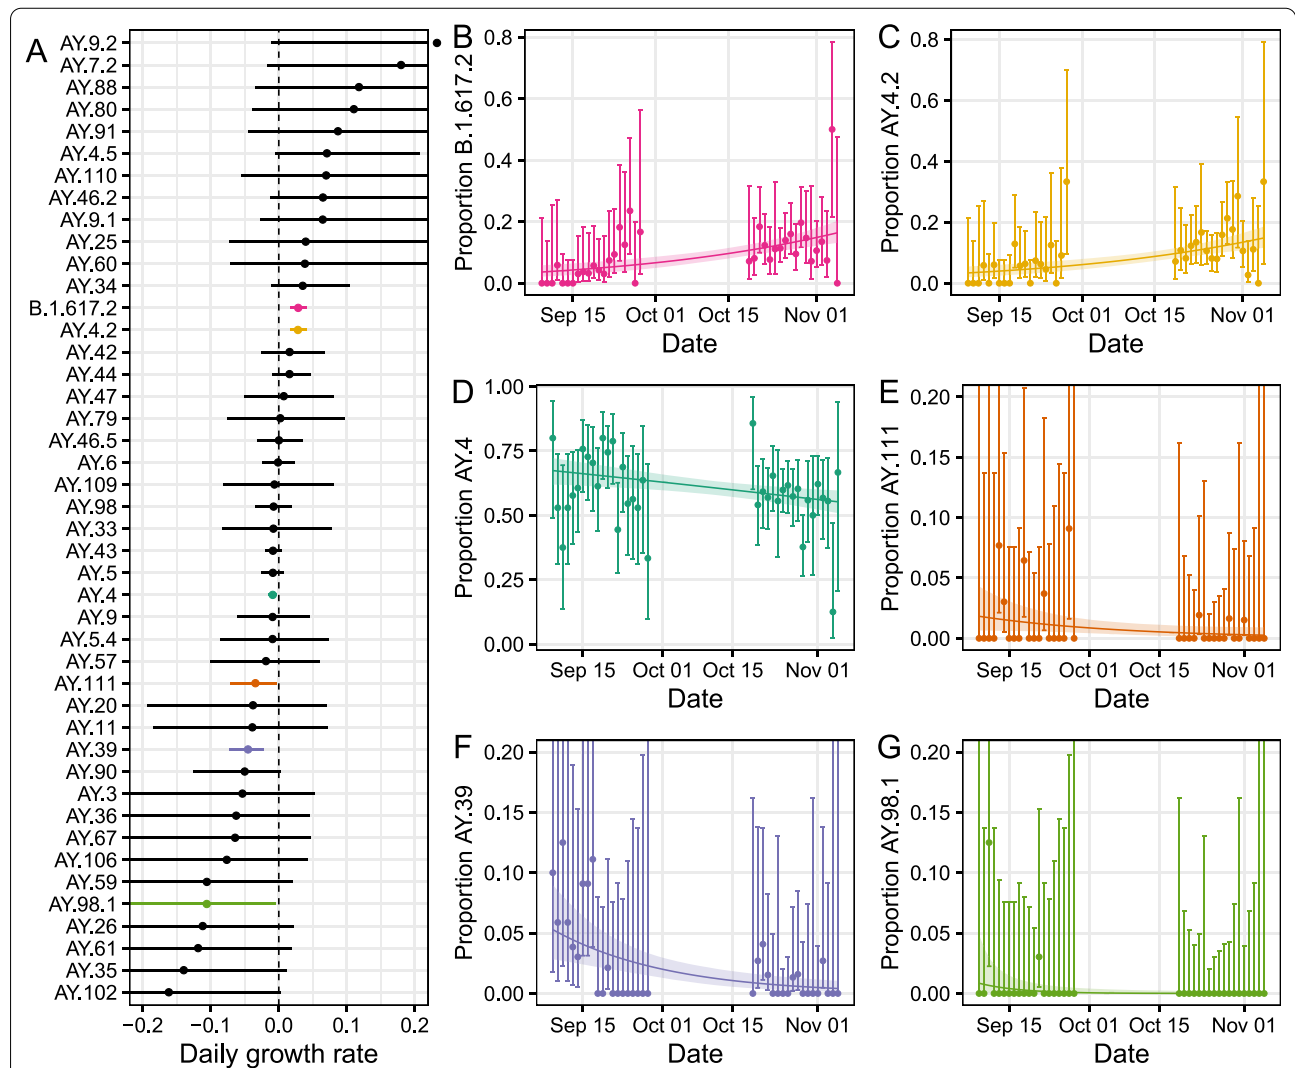 A
AY.9.2
AY.7.2
AY.88
AY.80
AY.91
AY.4.5
AY.110
AY.46.2
AY.9.1
AY.25
AY.60
AY.34
B.1.617.2
AY.4.2
AY.42
AY.44
AY.47
AY.79
AY.46.5
AY.6
AY.109
AY.98
AY.33
AY.43
AY.5
AY.4
AY.9
AY.5.4
AY.57
AY.111
AY.20
AY.11
AY.39
AY.90
AY.3
AY.36
AY.67
AY.106
AY.59
AY.98.1
AY.26
AY.61
AY.35
AY.102
−0.2 −0.1 0.0 0.1 0.2
Daily growth rate
B
Proportion B.1.617.2
0.8
0.6
0.4
0.2
0.0
Sep 15 Oct 01 Oct 15 Nov 01
Date
C
Proportion AY.4.2
0.8
0.6
0.4
0.2
0.0
Sep 15 Oct 01 Oct 15 Nov 01
Date
D
Proportion AY.4
1.00
0.75
0.50
0.25
0.00
Sep 15 Oct 01 Oct 15 Nov 01
Date
E
Proportion AY.111
0.20
0.15
0.10
0.05
0.00
Sep 15 Oct 01 Oct 15 Nov 01
Date
F
Proportion AY.39
0.20
0.15
0.10
0.05
0.00
Sep 15 Oct 01 Oct 15 Nov 01
Date
G
Proportion AY.98.1
0.20
0.15
0.10
0.05
0.00
Sep 15 Oct 01 Oct 15 Nov 01
Date